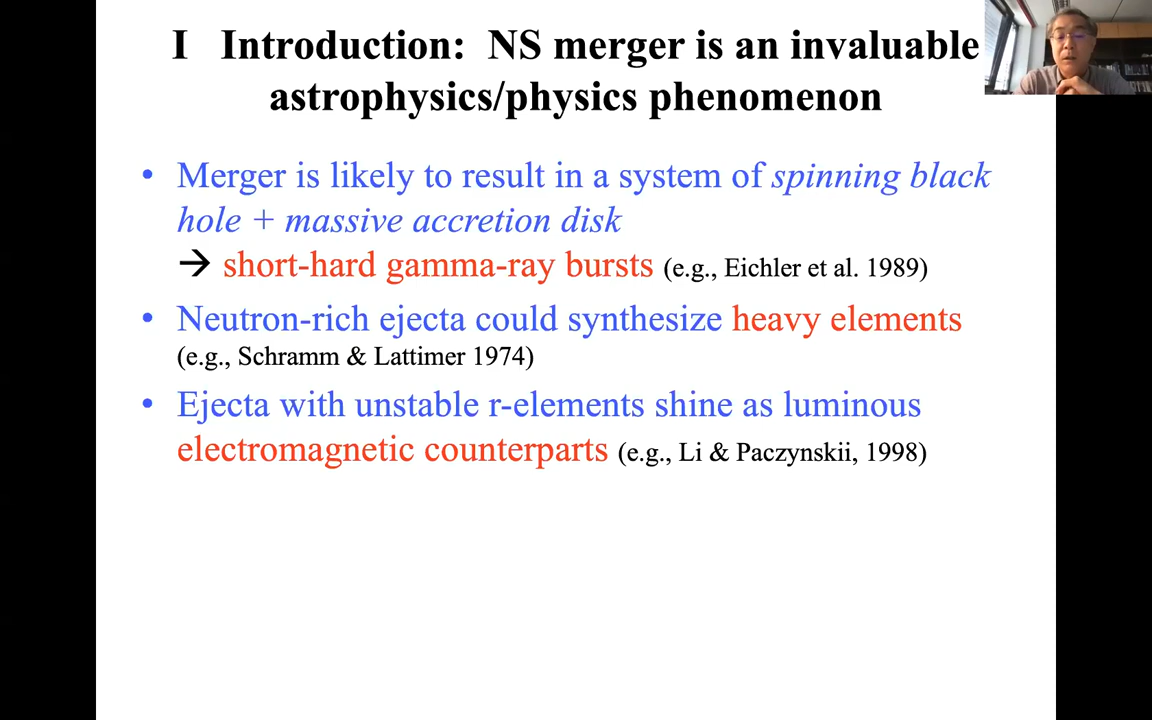 I Introduction: NS merger is an invaluable
astrophysics/physics phenomenon
• Merger is likely to result in a system of spinning black
hole + massive accretion disk
→ short-hard gamma-ray bursts (e.g., Eichler et al. 1989)
• Neutron-rich ejecta could synthesize heavy elements
(e.g., Schramm & Lattimer 1974)
• Ejecta with unstable r-elements shine as luminous
electromagnetic counterparts (e.g., Li & Paczynskii, 1998)